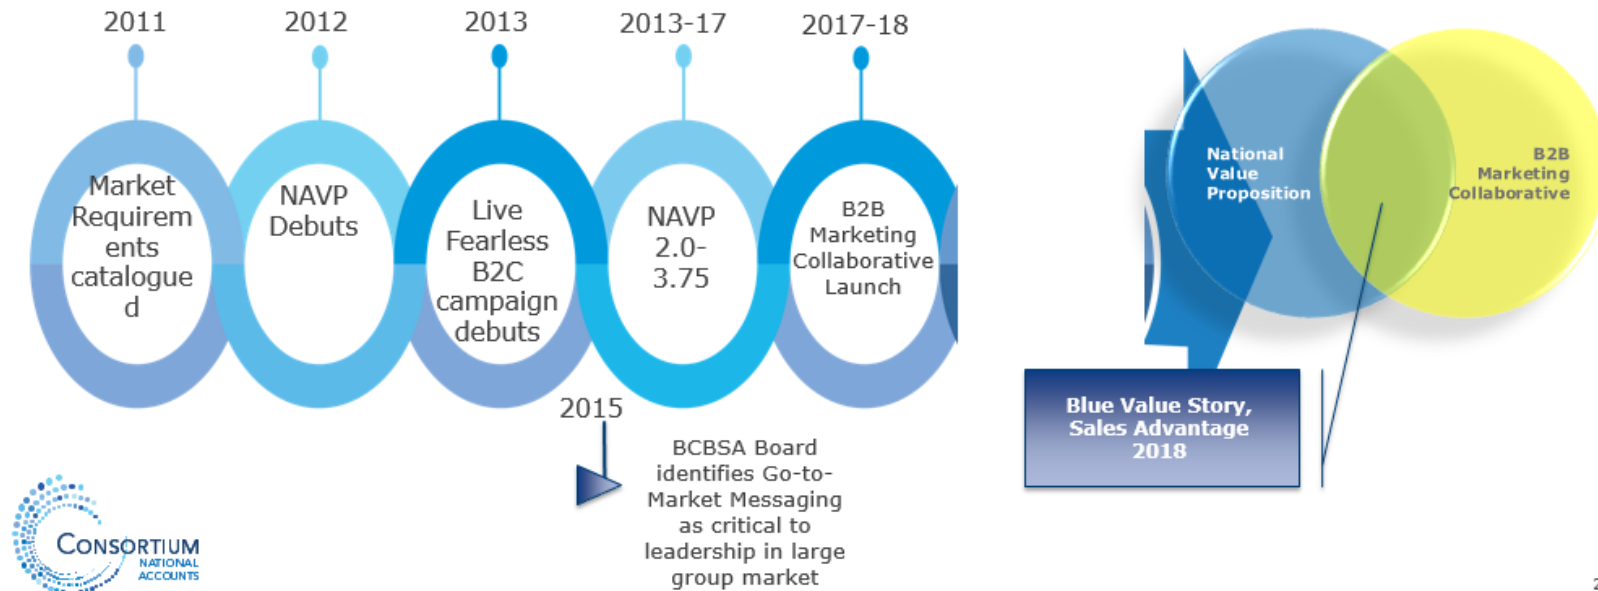 2011
2012
2013
2013-17
2017-18
Market
Requirem
ents
catalogue
d
NAVP
Debuts
Live
Fearless
B2C
campaign
debuts
NAVP
2.0-
3.75
B2B
Marketing
Collaborative
Launch
2015
BCBSA Board
identifies Go-to-
Market Messaging
as critical to
leadership in large
group market
National
Value
Proposition
B2B
Marketing
Collaborative
Blue Value Story,
Sales Advantage
2018
CONSORTIUM
NATIONAL
ACCOUNTS
2